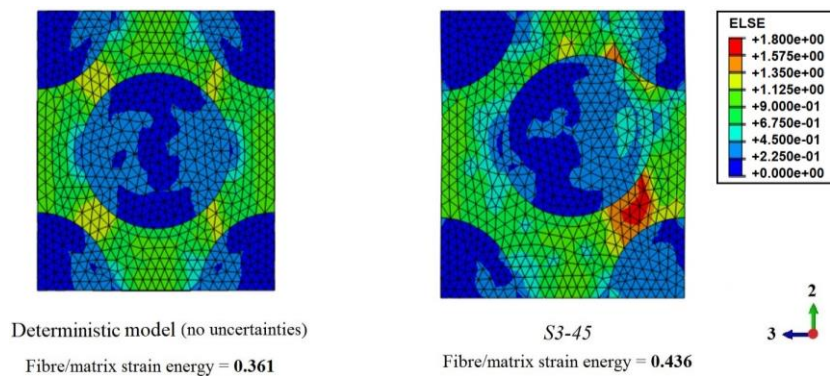 ELSE
+1.800e+00
+1.575e+00
+1.350e+00
+1.125e+00
+9.000e-01
+6.750e-01
+4.500e-01
+2.250e-01
+0.000e+00
2
3
Deterministic model (no uncertainties)
S3-45
Fibre/matrix strain energy = 0.361
Fibre/matrix strain energy = 0.436